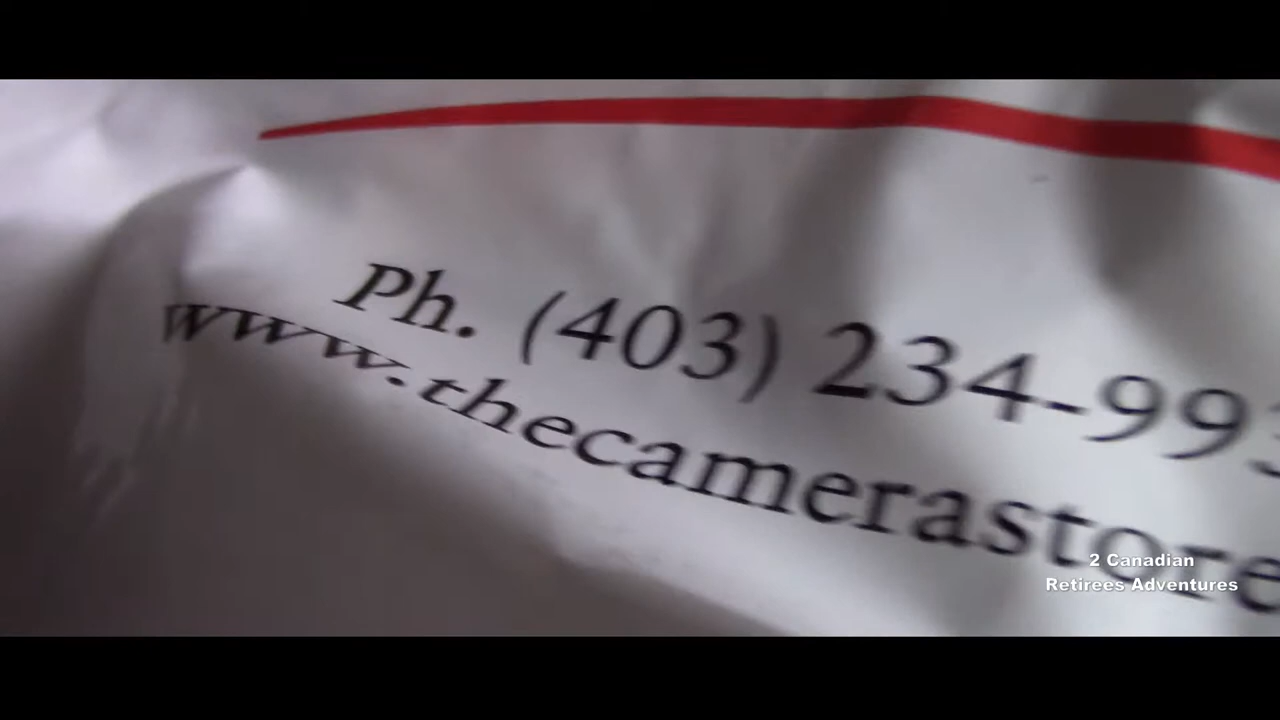 Ph. (403) 234-99
www.thecamerastore
2 Canadian
Retirees Adventures